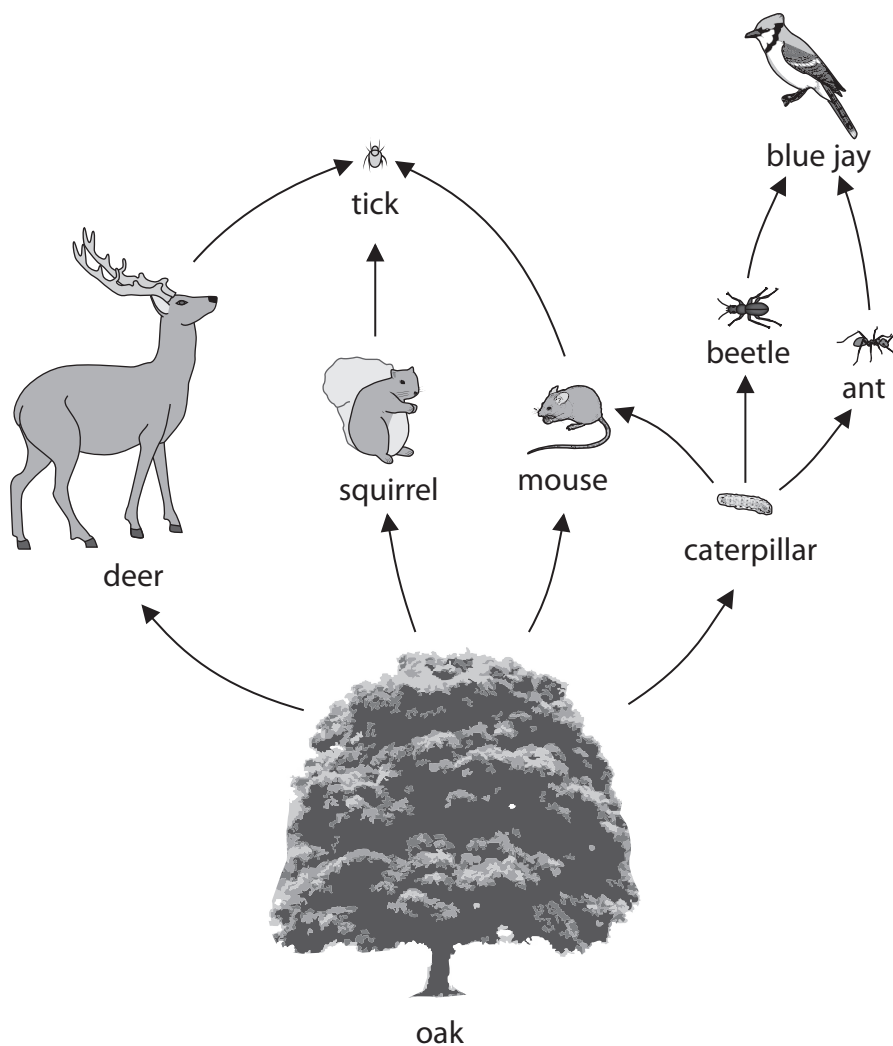 blue jay
tick
beetle
ant
squirrel
mouse
caterpillar
deer
oak